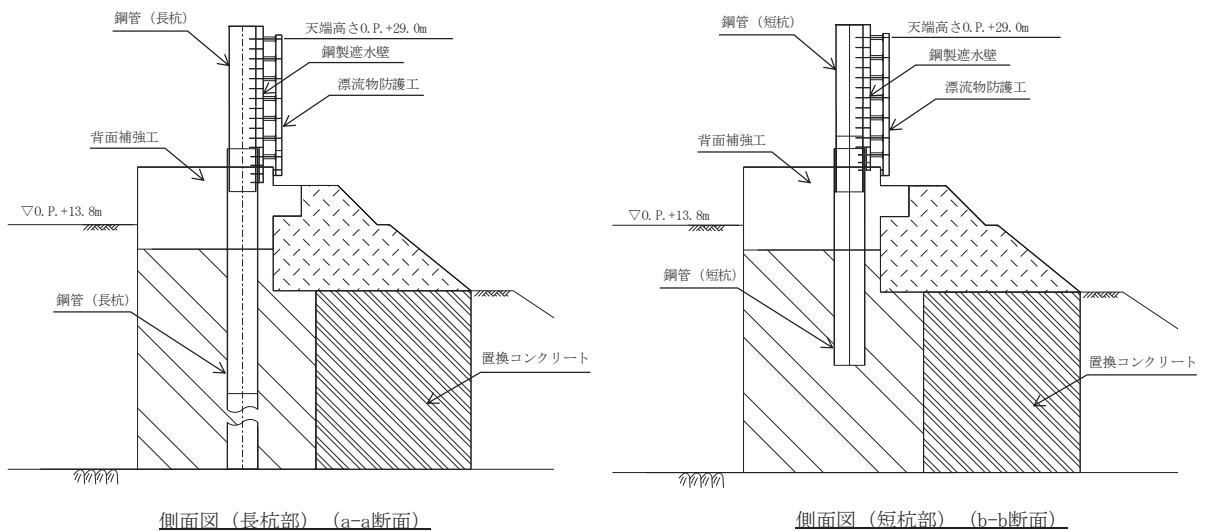 鋼管（長杭）
天端高さO.P.+29.0m
鋼製遮水壁
漂流物防護工
背面補強工
▽O.P.+13.8m
鋼管（長杭）
置換コンクリート
側面図（長杭部）（a-a断面）
鋼管（短杭）
天端高さO.P.+29.0m
鋼製遮水壁
漂流物防護工
背面補強工
▽O.P.+13.8m
鋼管（短杭）
置換コンクリート
側面図（短杭部）（b-b断面）